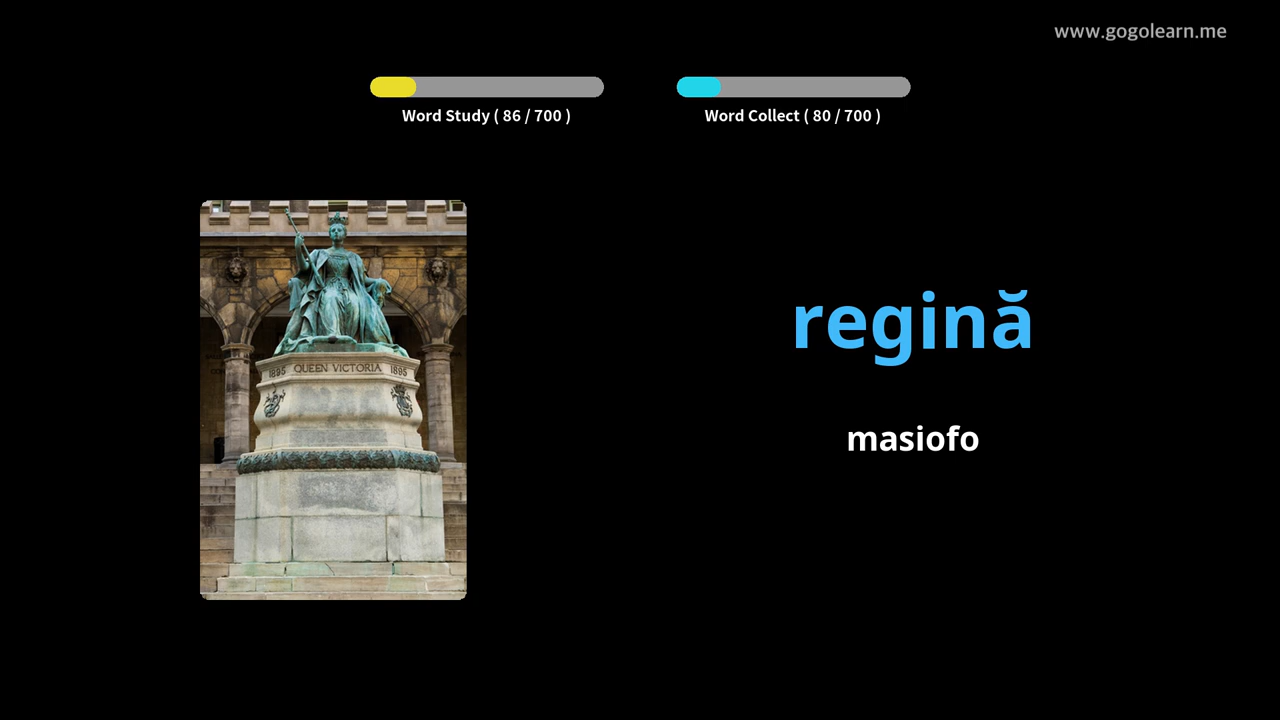 www.gogolearn.me
Word Study ( 86 / 700 )
Word Collect ( 80 / 700 )
1895 QUEEN VICTORIA 1895
regină
masiofo